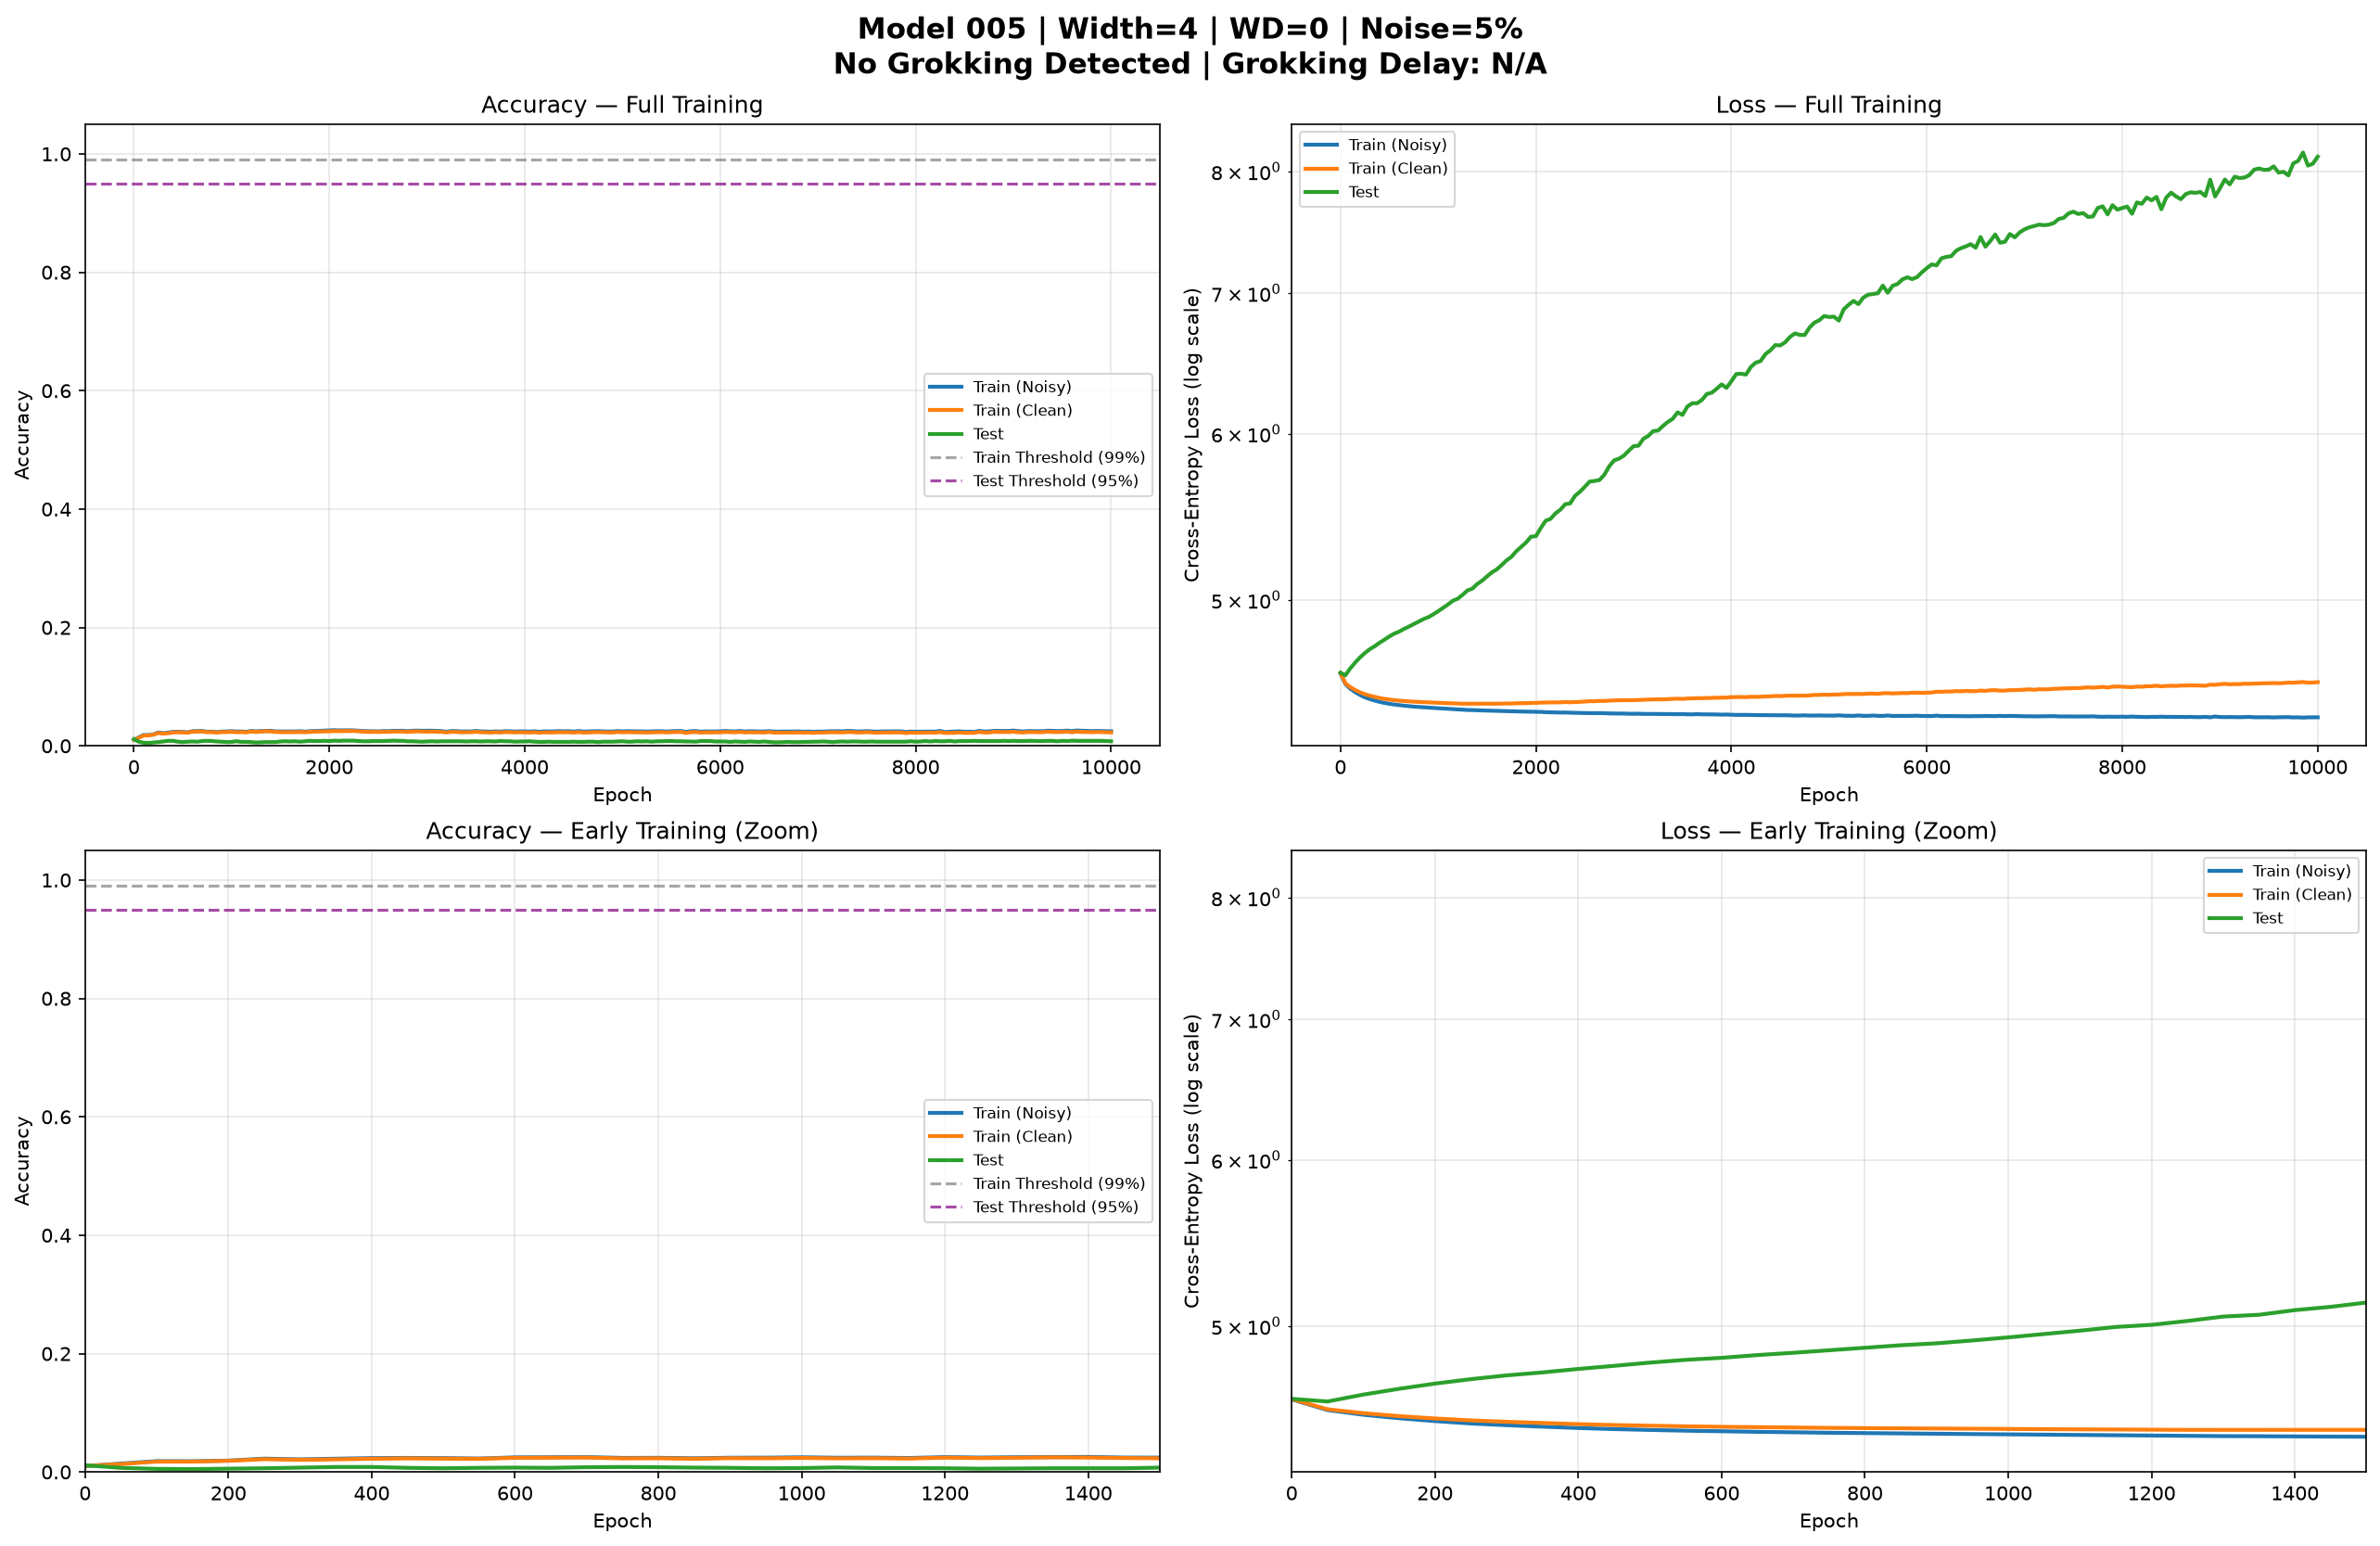 Model 005 | Width=4 | WD=0 | Noise=5%
No Grokking Detected | Grokking Delay: N/A
Accuracy — Full Training
Accuracy
1.0
0.8
0.6
0.4
0.2
0.0
Train (Noisy)
Train (Clean)
Test
Train Threshold (99%)
Test Threshold (95%)
0 2000 4000 6000 8000 10000
Epoch
Loss — Full Training
Cross-Entropy Loss (log scale)
8 × 10⁰
7 × 10⁰
6 × 10⁰
5 × 10⁰
Train (Noisy)
Train (Clean)
Test
0 2000 4000 6000 8000 10000
Epoch
Accuracy — Early Training (Zoom)
Accuracy
1.0
0.8
0.6
0.4
0.2
0.0
Train (Noisy)
Train (Clean)
Test
Train Threshold (99%)
Test Threshold (95%)
0 200 400 600 800 1000 1200 1400
Epoch
Loss — Early Training (Zoom)
Cross-Entropy Loss (log scale)
8 × 10⁰
7 × 10⁰
6 × 10⁰
5 × 10⁰
Train (Noisy)
Train (Clean)
Test
0 200 400 600 800 1000 1200 1400
Epoch